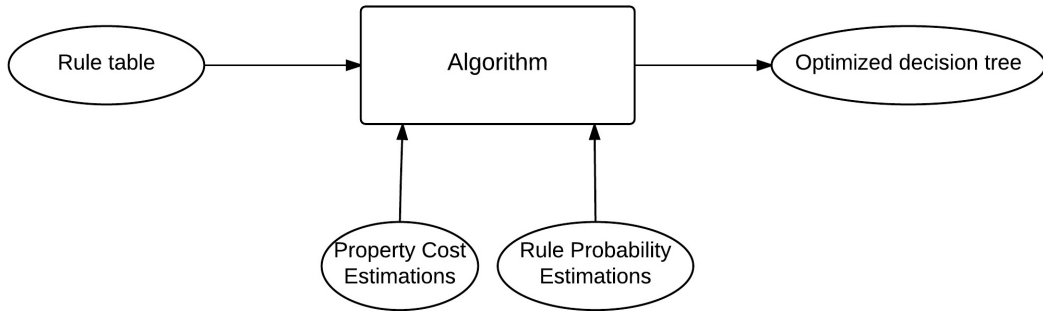 Rule table
Algorithm
Optimized decision tree
Property Cost
Estimations
Rule Probability
Estimations